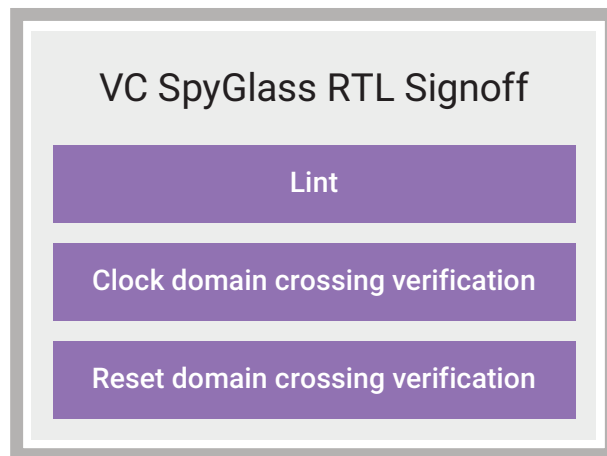 VC SpyGlass RTL Signoff
Lint
Clock domain crossing verification
Reset domain crossing verification